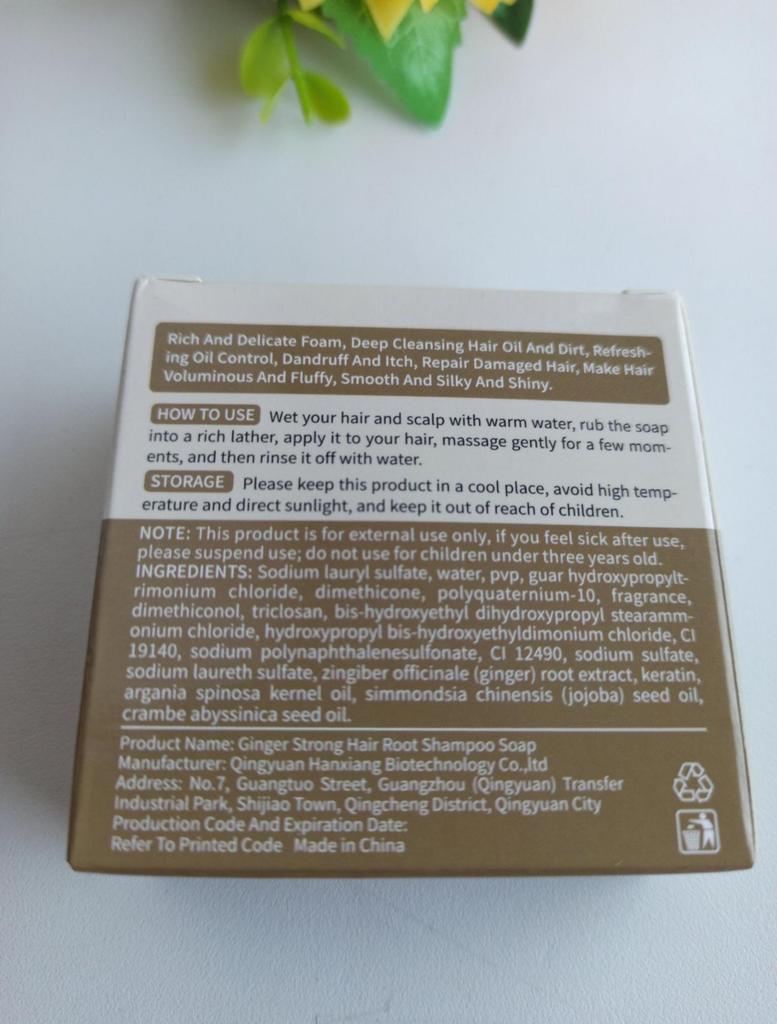 Rich And Delicate Foam, Deep Cleansing Hair Oil And Dirt, Refresh-
ing Oil Control, Dandruff And Itch, Repair Damaged Hair, Make Hair
Voluminous And Fluffy, Smooth And Silky And Shiny.
HOW TO USE Wet your hair and scalp with warm water, rub the soap
into a rich lather, apply it to your hair, massage gently for a few mom-
ents, and then rinse it off with water.
STORAGE Please keep this product in a cool place, avoid high temp-
erature and direct sunlight, and keep it out of reach of children.
NOTE: This product is for external use only, if you feel sick after use,
please suspend use; do not use for children under three years old.
INGREDIENTS: Sodium lauryl sulfate, water, pvp, guar hydroxypropylt-
rimonium chloride, dimethicone, polyquaternium-10, fragrance,
dimethiconol, triclosan, bis-hydroxyethyl dihydroxypropyl stearamm-
onium chloride, hydroxypropyl bis-hydroxyethyldimonium chloride, CI
19140, sodium polynaphthalenesulfonate, CI 12490, sodium sulfate,
sodium laureth sulfate, zingiber officinale (ginger) root extract, keratin,
argania spinosa kernel oil, simmondsia chinensis (jojoba) seed oil,
crambe abyssinica seed oil.
Product Name: Ginger Strong Hair Root Shampoo Soap
Manufacturer: Qingyuan Hanxiang Biotechnology Co.,ltd
Address: No.7, Guangtuo Street, Guangzhou (Qingyuan) Transfer
Industrial Park, Shijiao Town, Qingcheng District, Qingyuan City
Production Code And Expiration Date:
Refer To Printed Code Made in China